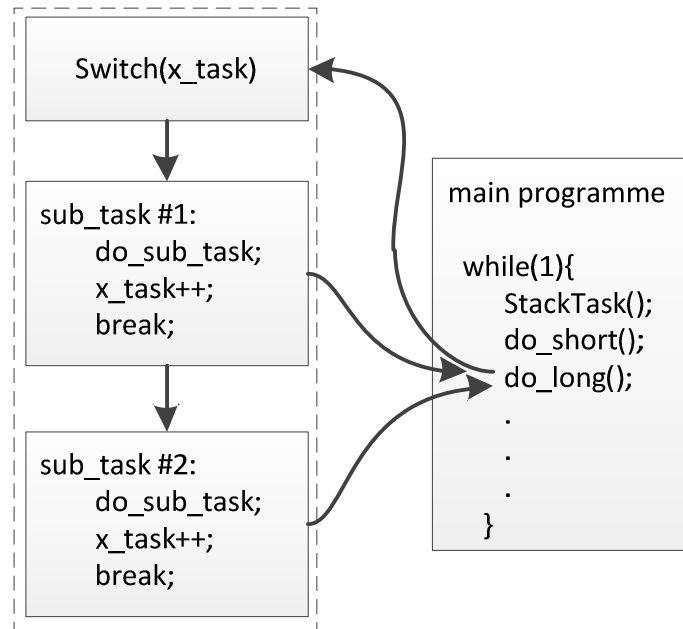 Switch(x_task)
sub_task #1:
do_sub_task;
x_task++;
break;
sub_task #2:
do_sub_task;
x_task++;
break;
main programme
while(1){
StackTask();
do_short();
do_long();
.
.
.
}